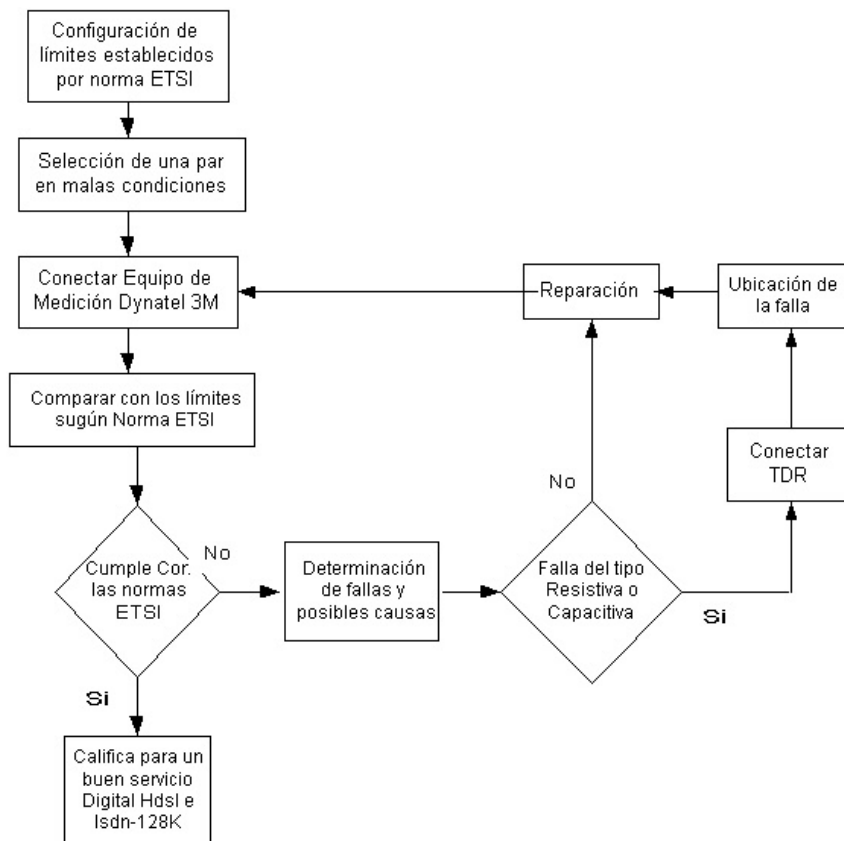 Configuración de
límites establecidos
por norma ETSI
Selección de una par
en malas condiciones
Conectar Equipo de
Medición Dynatel 3M
Reparación
Ubicación de
la falla
Comparar con los límites
sugún Norma ETSI
Conectar
TDR
No
No
Cumple Cor.
las normas
ETSI
Determinación
de fallas y
posibles causas
Falla del tipo
Resistiva o
Capacitiva
Si
Si
Califica para un
buen servicio
Digital Hdsl e
Isdn-128K